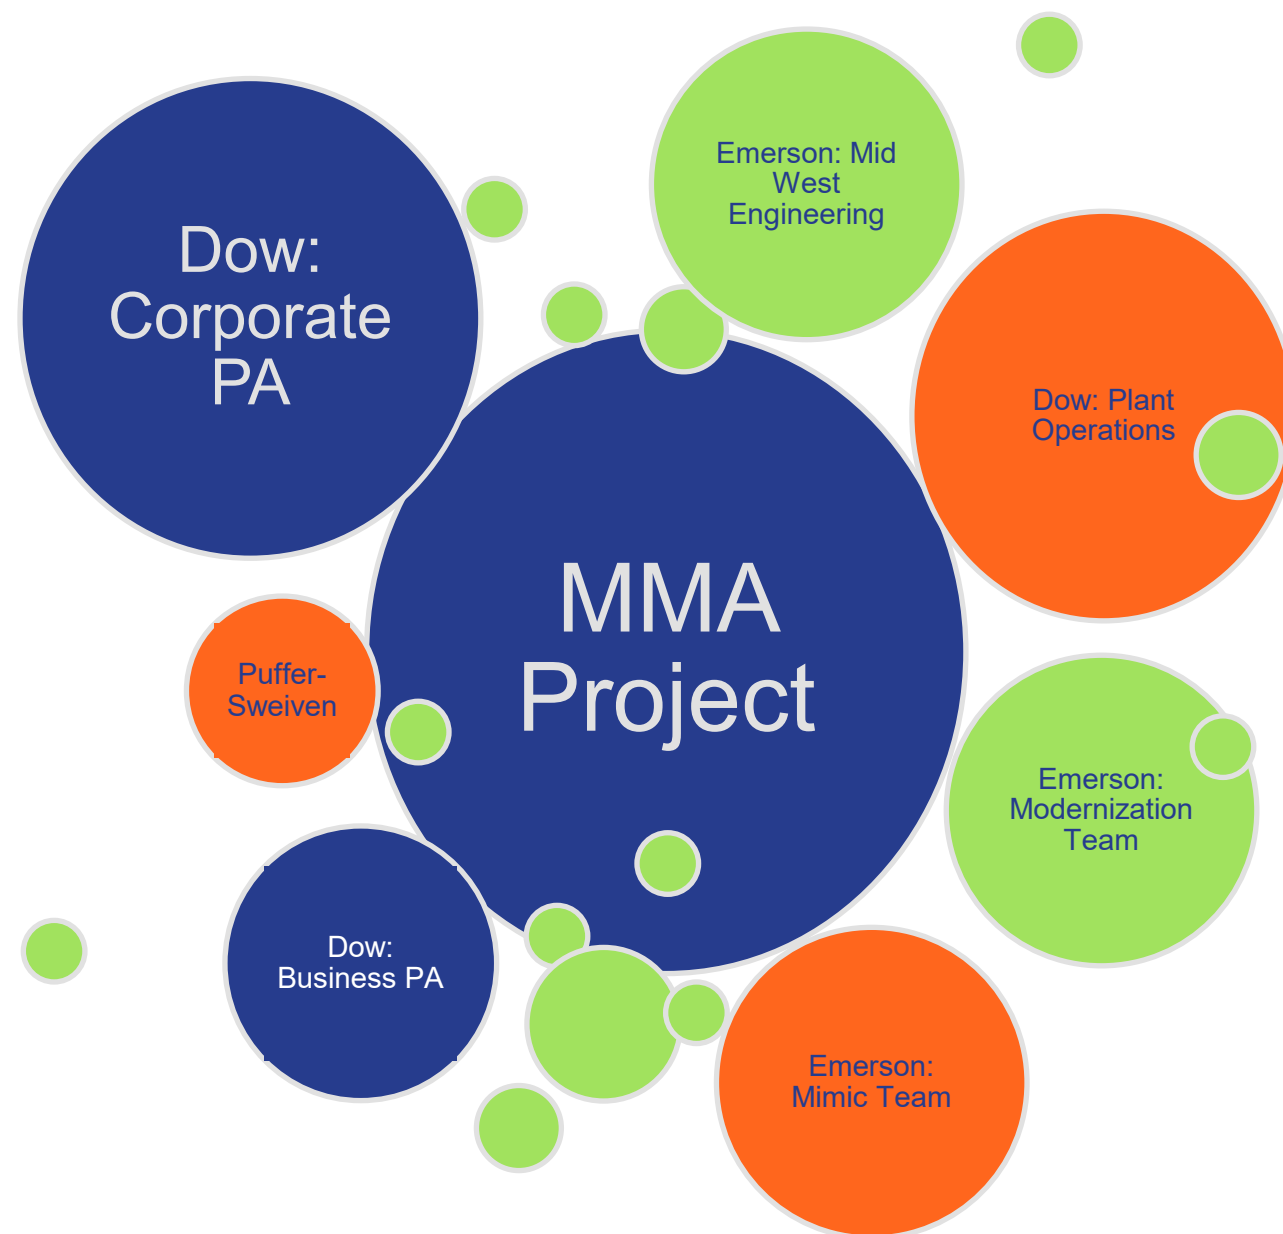 Emerson: Mid
West
Engineering
Dow:
Corporate
PA
Dow: Plant
Operations
MMA
Project
Puffer-
Sweiven
Emerson:
Modernization
Team
Dow:
Business PA
Emerson:
Mimic Team